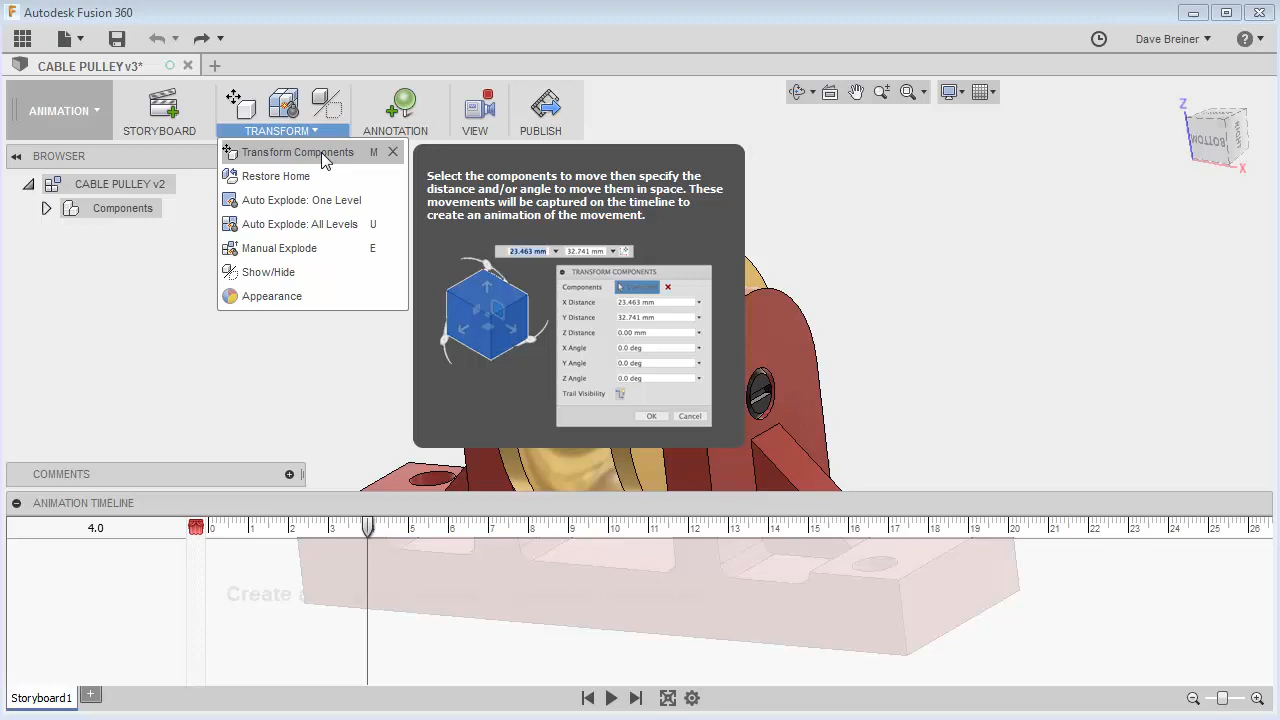 Autodesk Fusion 360
Dave Breiner
CABLE PULLEY v3*
ANIMATION
STORYBOARD
TRANSFORM
ANNOTATION
VIEW
PUBLISH
Z
BOTTOM
X
BROWSER
CABLE PULLEY v2
Components
Transform Components M
Restore Home
Auto Explode: One Level
Auto Explode: All Levels U
Manual Explode E
Show/Hide
Appearance
Select the components to move then specify the
distance and/or angle to move them in space. These
movements will be captured on the timeline to
create an animation of the movement.
23.463 mm 32.741 mm
TRANSFORM COMPONENTS
Components
X Distance 23.463 mm
Y Distance 32.741 mm
Z Distance 0.00 mm
X Angle 0.0 deg
Y Angle 0.0 deg
Z Angle 0.0 deg
Trail Visibility
OK Cancel
COMMENTS
ANIMATION TIMELINE
4.0
0 1 2 3 5 6 7 8 9 10 11 12 13 14 15 16 17 18 19 20 21 22 23 24 25 26
Create
Storyboard1